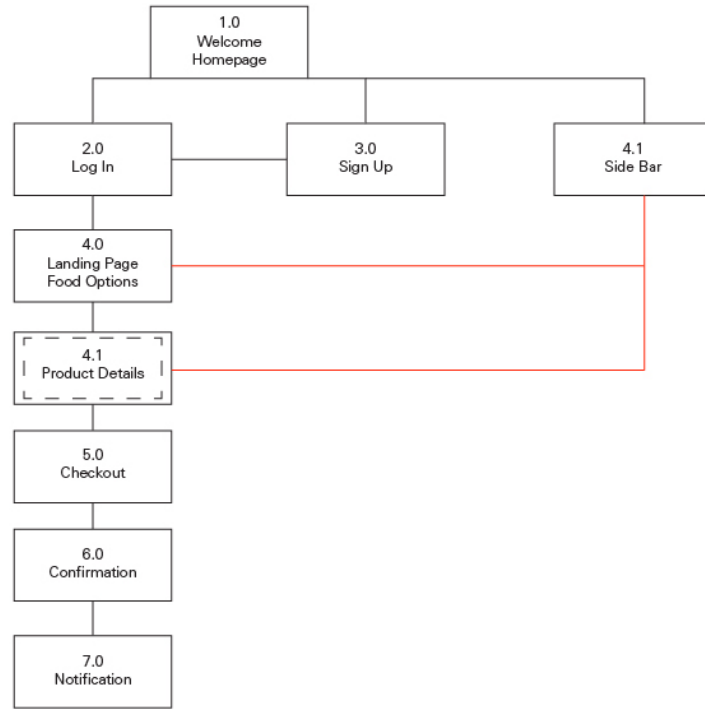 1.0
Welcome
Homepage
2.0
Log In
3.0
Sign Up
4.1
Side Bar
4.0
Landing Page
Food Options
4.1
Product Details
5.0
Checkout
6.0
Confirmation
7.0
Notification